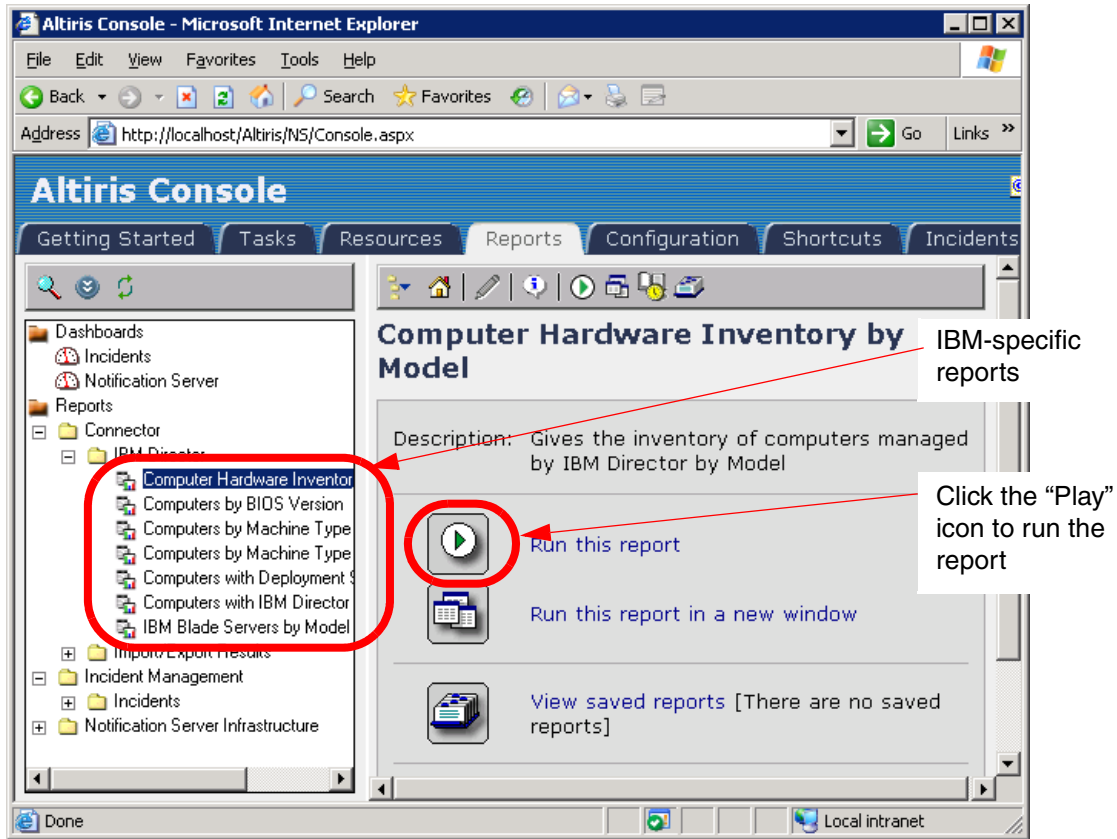 Altiris Console - Microsoft Internet Explorer
File Edit View Favorites Tools Help
Back Search Favorites
Address http://localhost/Altiris/NS/Console.aspx Go Links »
Altiris Console
Getting Started Tasks Resources Reports Configuration Shortcuts Incidents
Dashboards
Incidents
Notification Server
Reports
Connector
IBM Director
Computer Hardware Inventor
Computers by BIOS Version
Computers by Machine Type
Computers by Machine Type
Computers with Deployment S
Computers with IBM Director
IBM Blade Servers by Model
Import/Export Results
Incident Management
Incidents
Notification Server Infrastructure
Computer Hardware Inventory by
Model
Description: Gives the inventory of computers managed
by IBM Director by Model
Run this report
Run this report in a new window
View saved reports [There are no saved
reports]
IBM-specific
reports
Click the “Play”
icon to run the
report
Done Local intranet